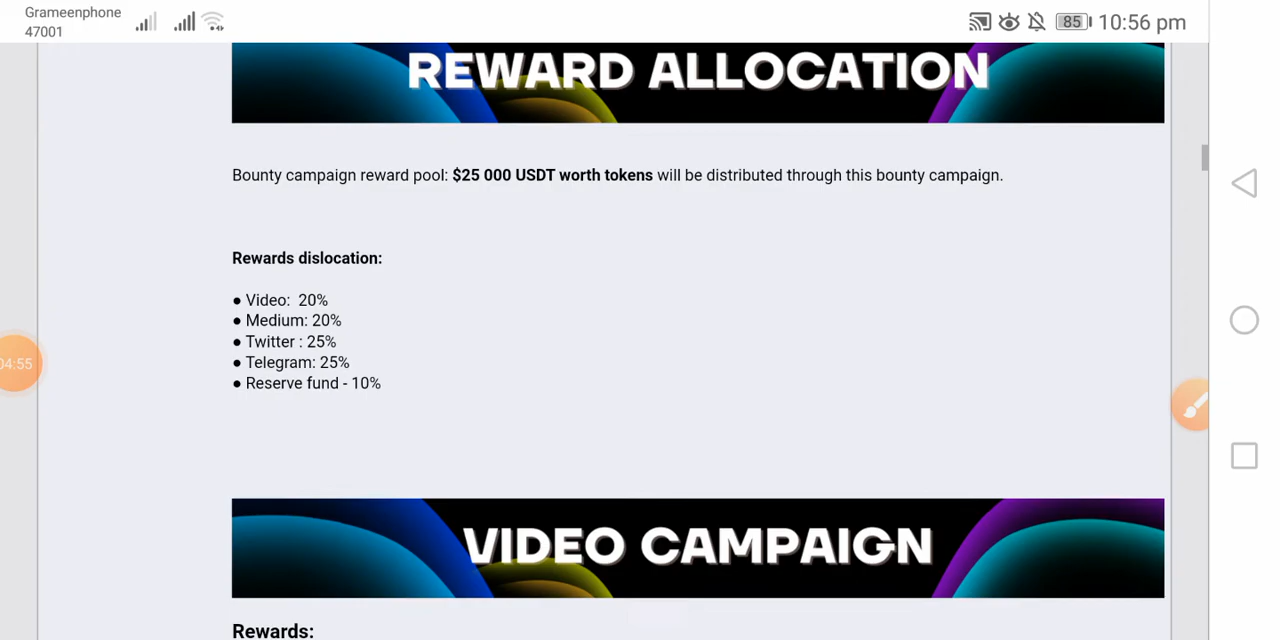 Grameenphone
47001
85
10:56 pm
REWARD ALLOCATION
Bounty campaign reward pool: $25 000 USDT worth tokens will be distributed through this bounty campaign.
Rewards dislocation:
● Video:  20%
● Medium: 20%
● Twitter : 25%
● Telegram: 25%
● Reserve fund - 10%
04:55
VIDEO CAMPAIGN
Rewards: